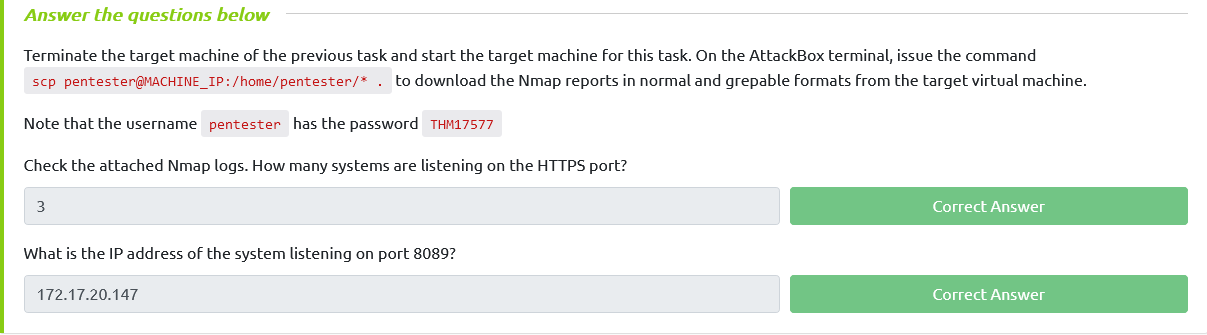 Answer the questions below
Terminate the target machine of the previous task and start the target machine for this task. On the AttackBox terminal, issue the command
scp pentester@MACHINE_IP:/home/pentester/* . to download the Nmap reports in normal and grepable formats from the target virtual machine.
Note that the username pentester has the password THM17577
Check the attached Nmap logs. How many systems are listening on the HTTPS port?
3 Correct Answer
What is the IP address of the system listening on port 8089?
172.17.20.147 Correct Answer